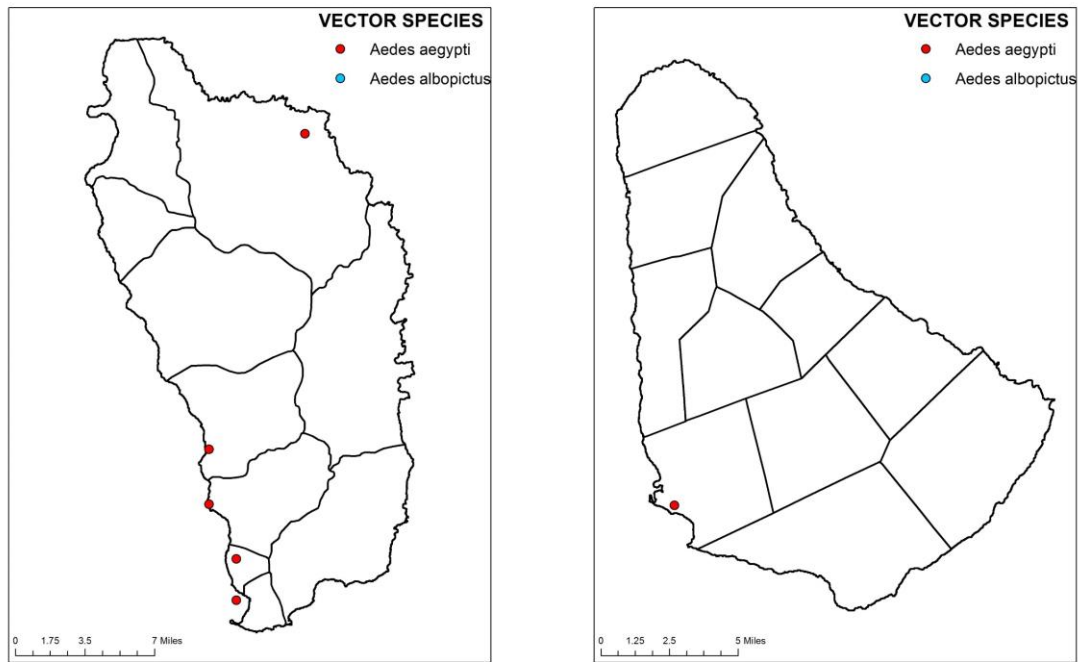 VECTOR SPECIES
Aedes aegypti
Aedes albopictus
0 1.75 3.5 7 Miles
VECTOR SPECIES
Aedes aegypti
Aedes albopictus
0 1.25 2.5 5 Miles